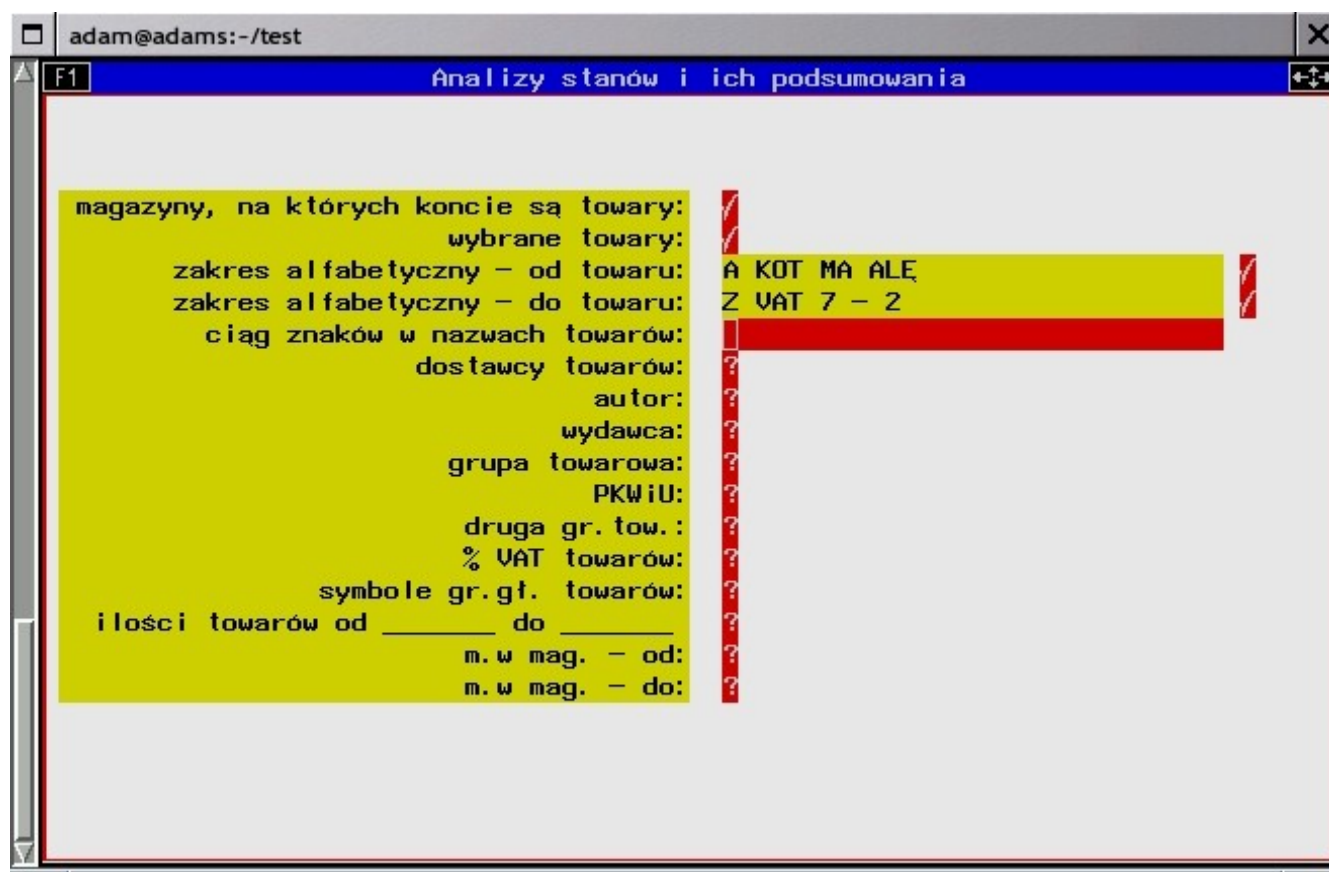 adam@adams:~/test
F1 Analizy stanów i ich podsumowania
magazyny, na których koncie są towary: √
wybrane towary: √
zakres alfabetyczny – od towaru: A KOT MA ALĘ √
zakres alfabetyczny – do towaru: Z VAT 7 – 2 √
ciąg znaków w nazwach towarów:
dostawcy towarów: ?
autor: ?
wydawca: ?
grupa towarowa: ?
PKWiU: ?
druga gr.tow.: ?
% VAT towarów: ?
symbole gr.gł. towarów: ?
ilości towarów od _______ do _______ ?
m.w mag. – od: ?
m.w mag. – do: ?